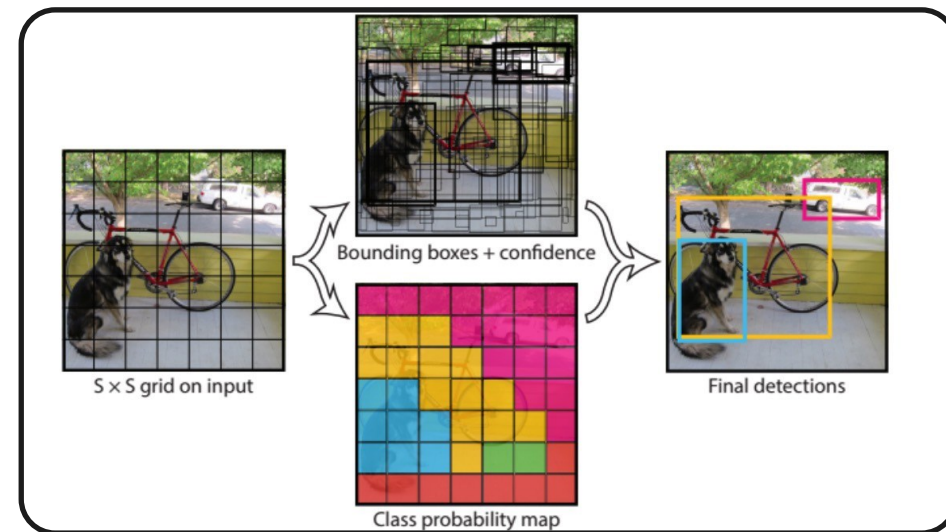 S × S grid on input
Bounding boxes + confidence
Class probability map
Final detections